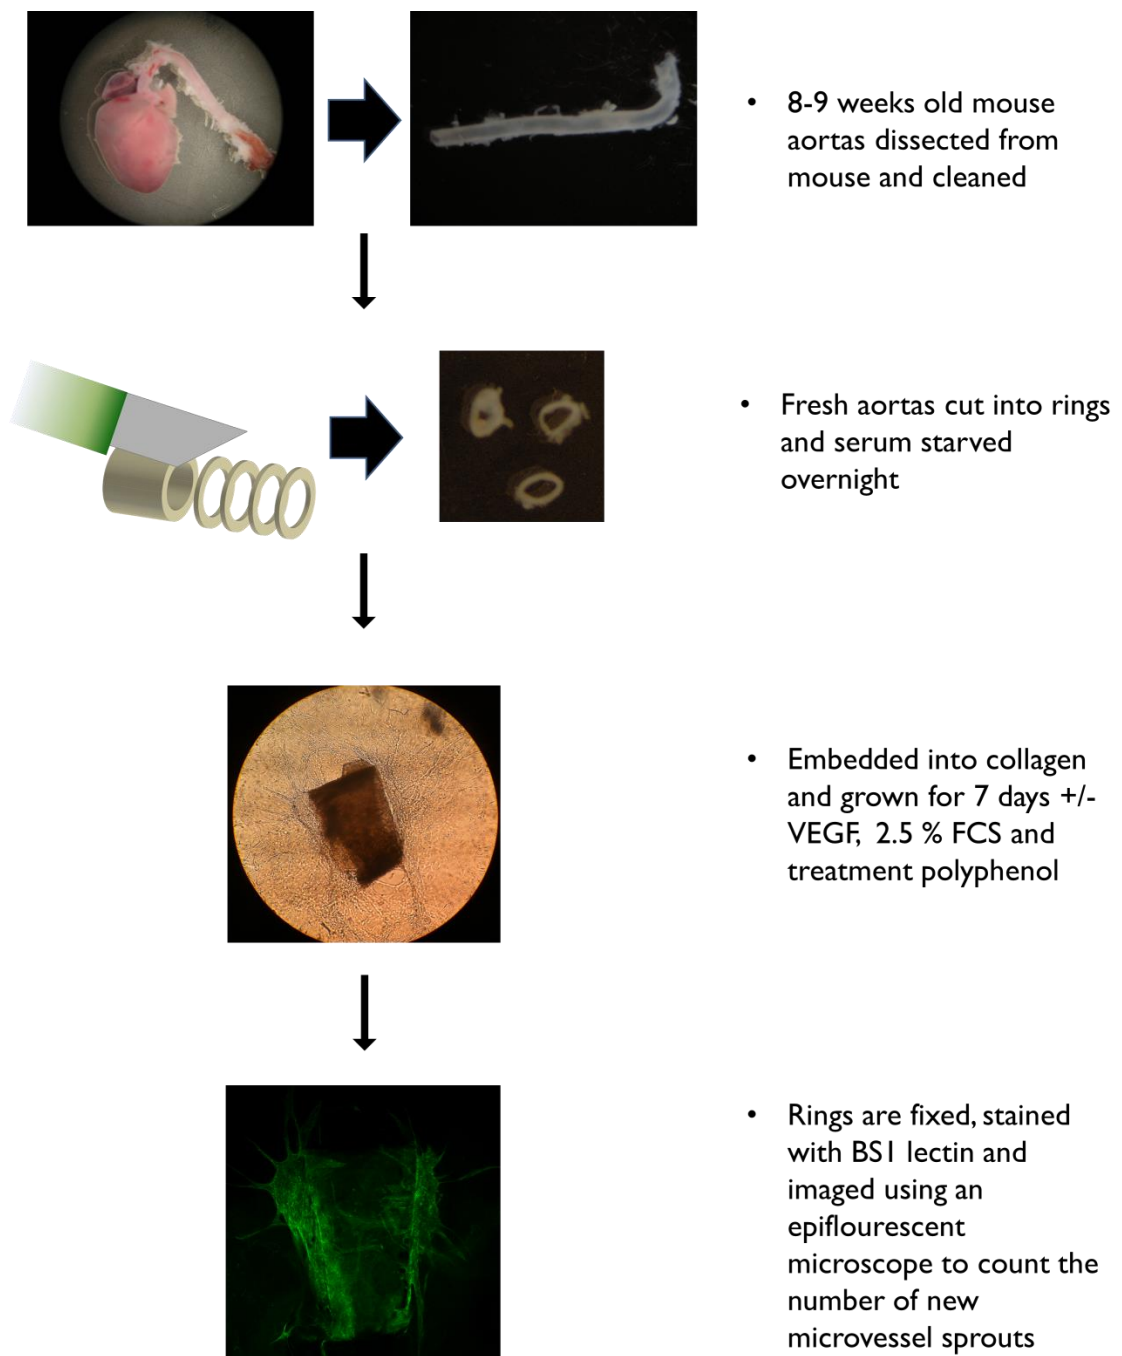 • 8-9 weeks old mouse
aortas dissected from
mouse and cleaned
• Fresh aortas cut into rings
and serum starved
overnight
• Embedded into collagen
and grown for 7 days +/-
VEGF, 2.5 % FCS and
treatment polyphenol
• Rings are fixed, stained
with BS1 lectin and
imaged using an
epiflourescent
microscope to count the
number of new
microvessel sprouts